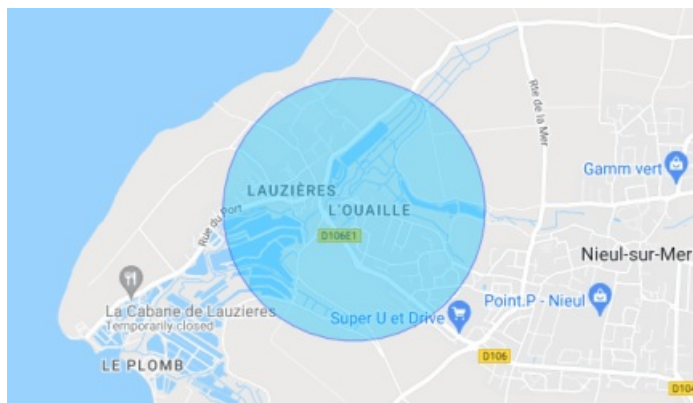 Rte de la Mer
Gamm vert
LAUZIÈRES
L'OUAILLE
Rue du Port
D106E1
Nieul-sur-Mer
La Cabane de Lauzieres
Temporarily closed
Point.P - Nieul
Super U et Drive
D106
LE PLOMB